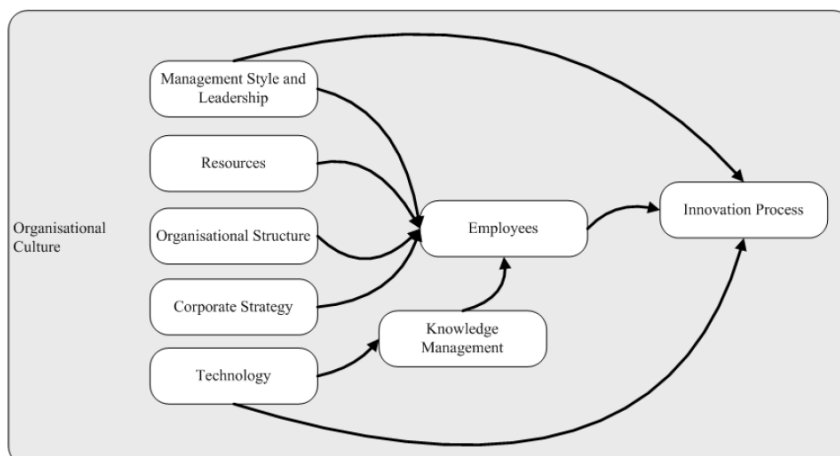 Management Style and
Leadership
Resources
Organisational
Culture
Organisational Structure
Employees
Innovation Process
Corporate Strategy
Knowledge
Management
Technology